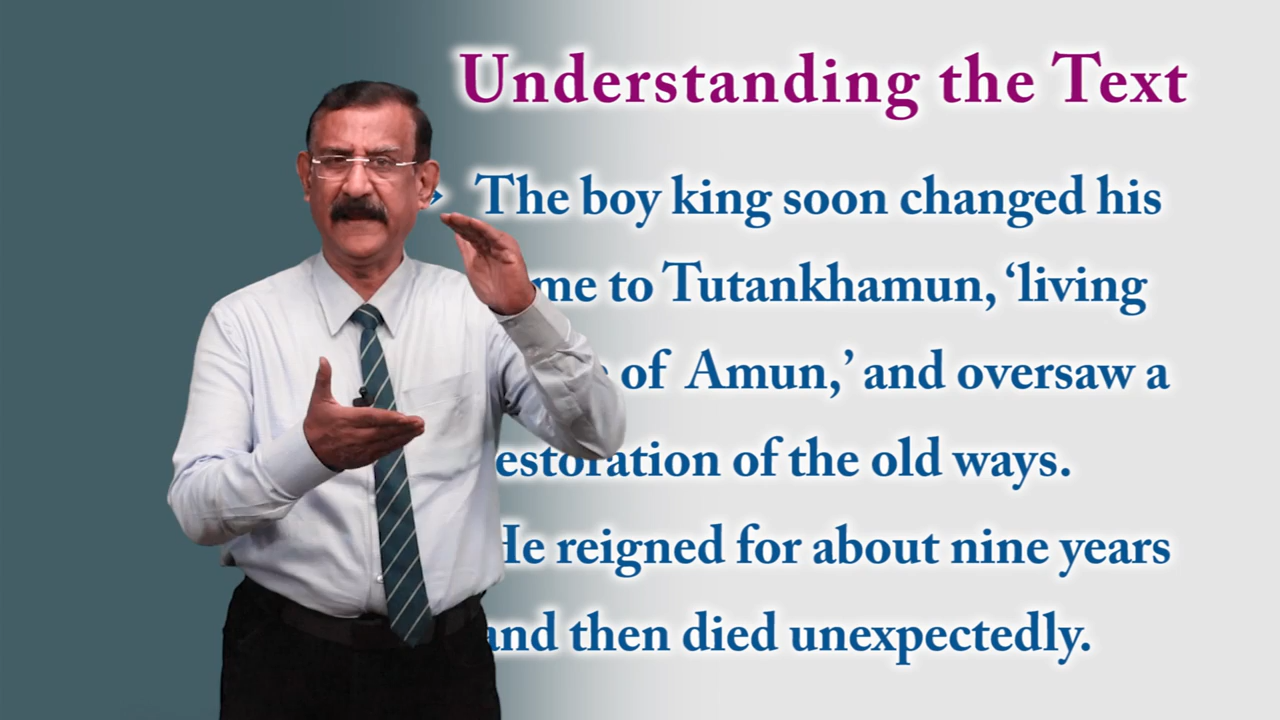 Understanding the Text
The boy king soon changed his
me to Tutankhamun, ‘living
of Amun,’ and oversaw a
estoration of the old ways.
He reigned for about nine years
and then died unexpectedly.